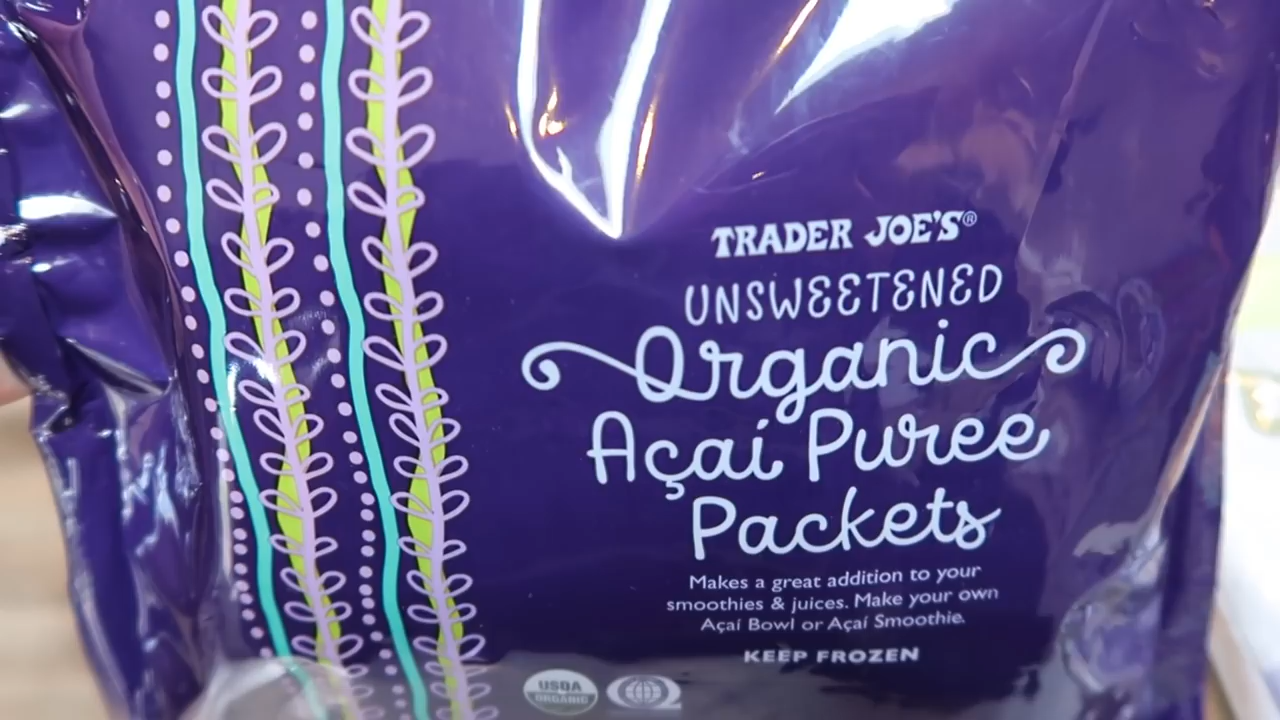 TRADER JOE'S®
UNSWEETENED
Organic
Açaí Puree
Packets
Makes a great addition to your
smoothies & juices. Make your own
Açaí Bowl or Açaí Smoothie.
KEEP FROZEN
USDA
ORGANIC